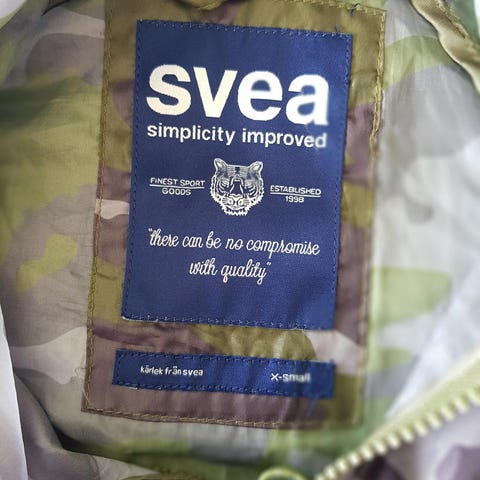 svea
simplicity improved
FINEST SPORT
GOODS
ESTABLISHED
1998
"there can be no compromise
with quality"
kärlek från svea
x-small